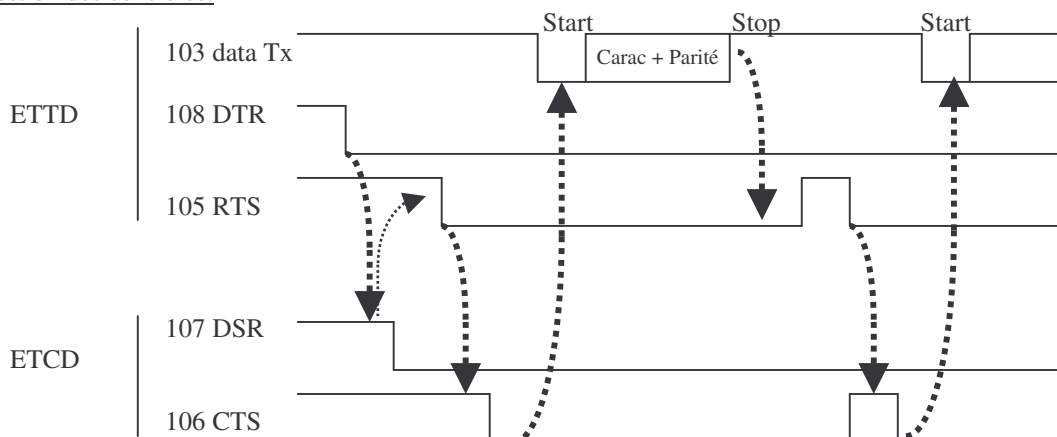 Start Stop Start
103 data Tx
Carac + Parité
ETTD
108 DTR
105 RTS
107 DSR
ETCD
106 CTS